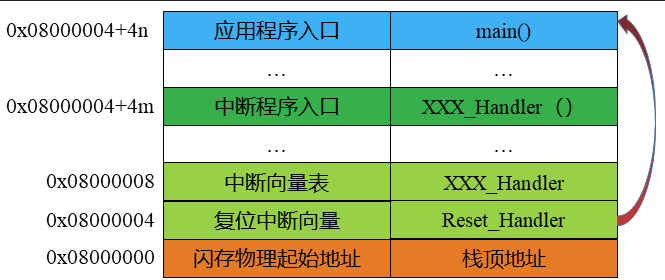 0x08000004+4n 应用程序入口 main()
… …
0x08000004+4m 中断程序入口 XXX_Handler（）
… …
0x08000008 中断向量表 XXX_Handler
0x08000004 复位中断向量 Reset_Handler
0x08000000 闪存物理起始地址 栈顶地址